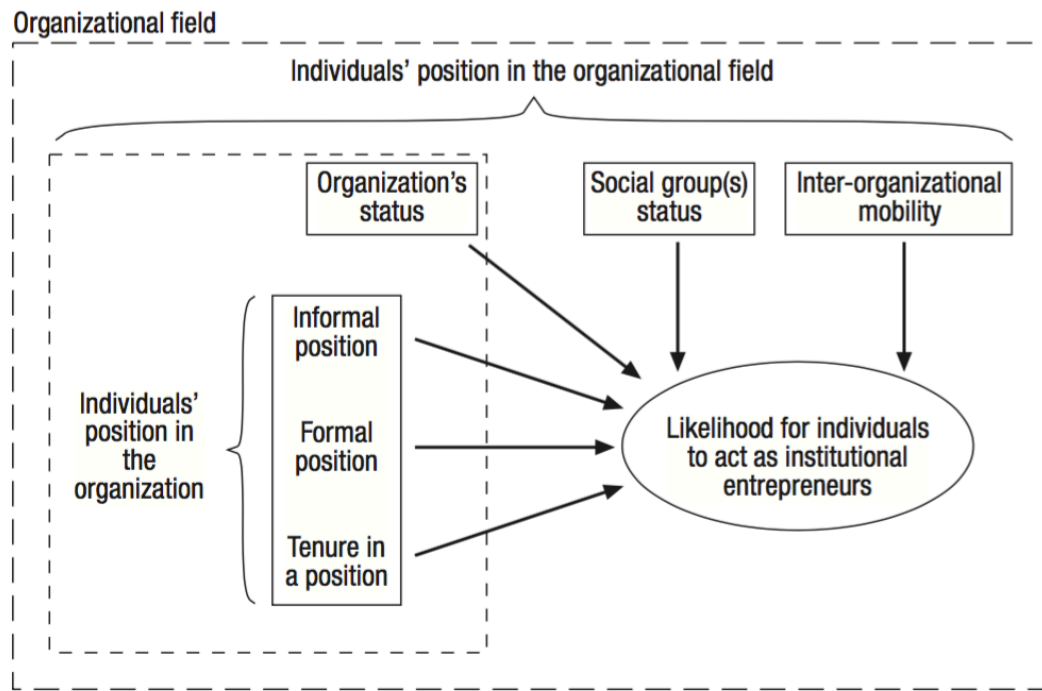 Organizational field
Individuals’ position in the organizational field
Organization’s
status
Social group(s)
status
Inter-organizational
mobility
Informal
position
Individuals’
position in
the
organization
Formal
position
Tenure in
a position
Likelihood for individuals
to act as institutional
entrepreneurs